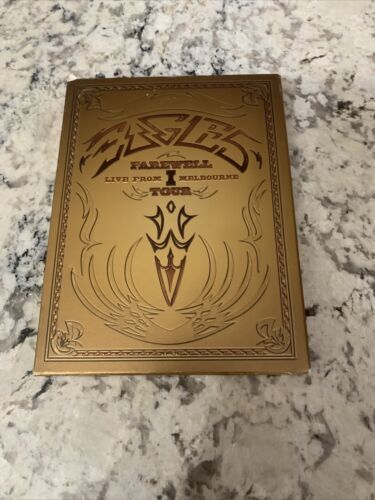 EAGLES
FAREWELL
LIVE FROM I MELBOURNE
TOUR